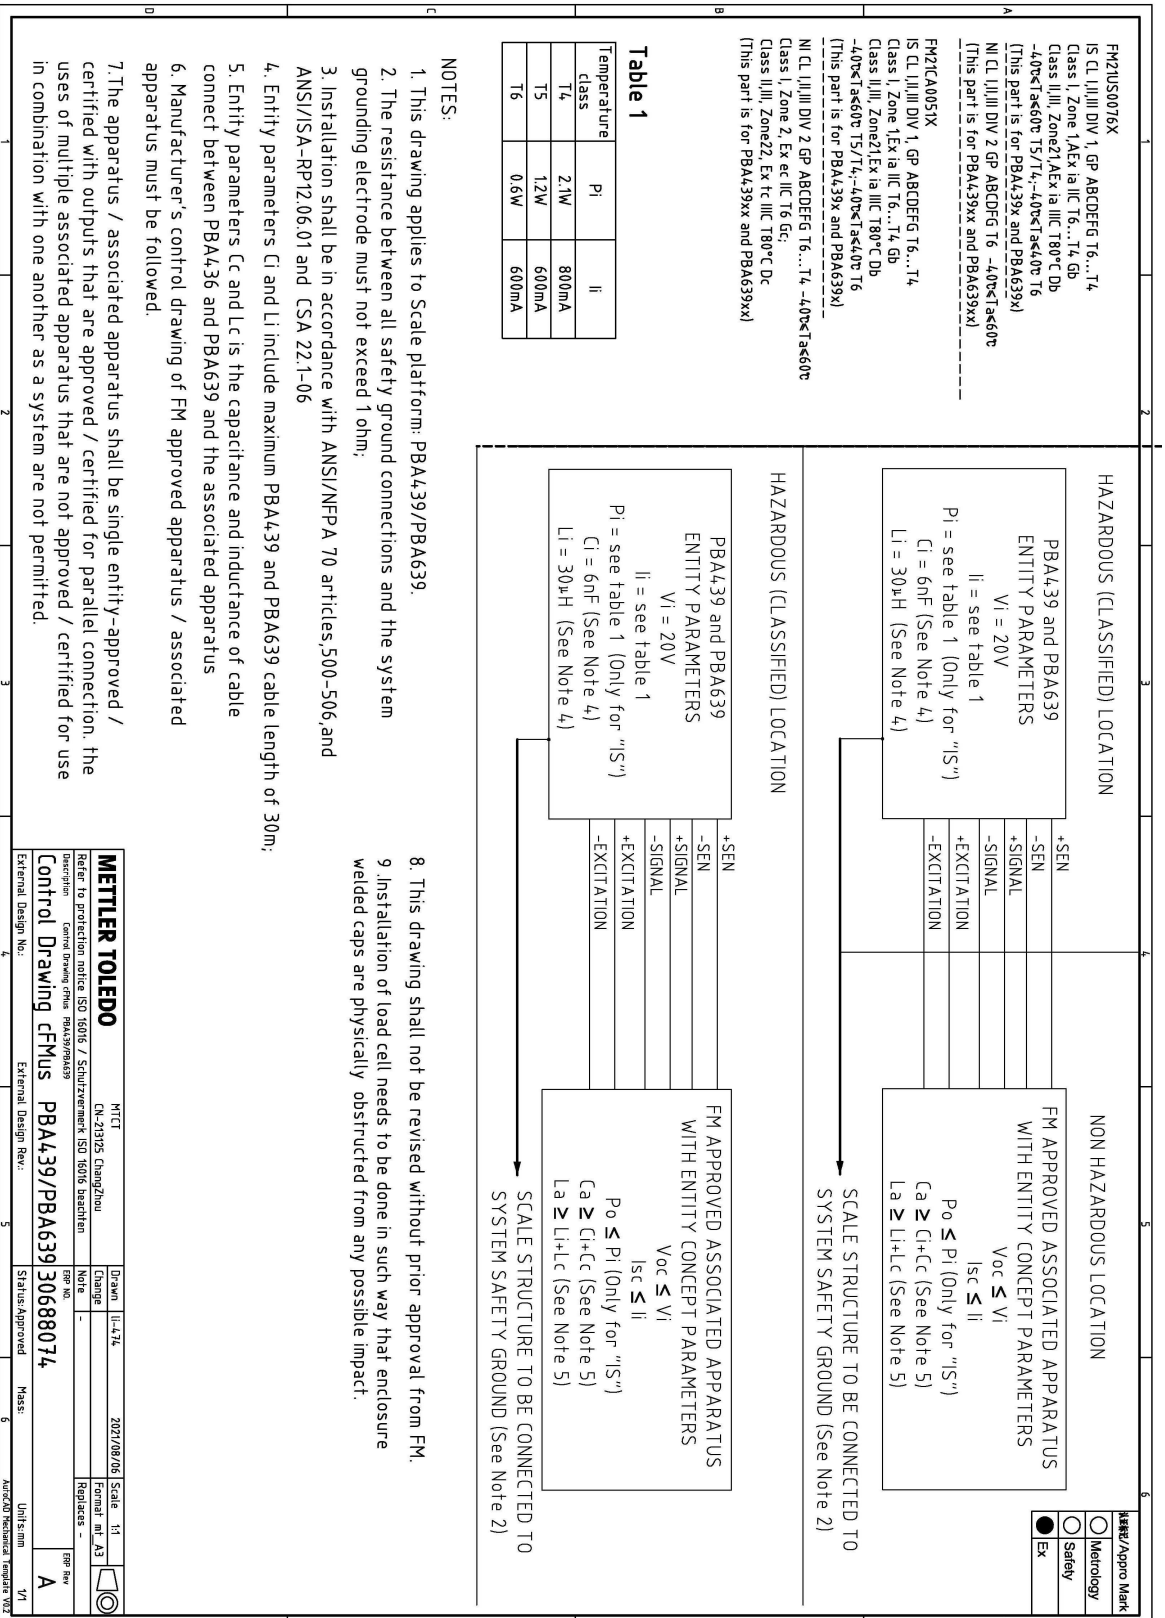 FM21US0076X
IS CL I,II,III DIV 1, GP ABCDEFG T6...T4
Class I, Zone 1,AEx ia IIC T6...T4 Gb
Class II,III, Zone21,AEx ia IIIC T80°C Db
-40℃≤Ta≤60℃ T5/T4;-40℃≤Ta≤40℃ T6
(This part is for PBA439x and PBA639x)
NI CL I,II,III DIV 2 GP ABCDFG T6 -40℃≤Ta≤60℃
(This part is for PBA439xx and PBA639xx)
FM21CA0051X
IS CL I,II,III DIV 1, GP ABCDEFG T6...T4
Class I, Zone 1,Ex ia IIC T6...T4 Gb
Class II,III, Zone21,Ex ia IIIC T80°C Db
-40℃≤Ta≤60℃ T5/T4;-40℃≤Ta≤40℃ T6
(This part is for PBA439x and PBA639x)
NI CL I,II,III DIV 2 GP ABCDEFG T6...T4 -40℃≤Ta≤60℃
Class I, Zone 2, Ex ec IIC T6 Gc;
Class II,III, Zone22, Ex tc IIIC T80°C Dc
(This part is for PBA439xx and PBA639xx)
Table 1
Temperature class Pi Ii
T4 2.1W 800mA
T5 1.2W 600mA
T6 0.6W 600mA
HAZARDOUS (CLASSIFIED) LOCATION
NON HAZARDOUS LOCATION
PBA439 and PBA639
ENTITY PARAMETERS
Vi = 20V
Ii = see table 1
Pi = see table 1 (Only for "IS")
Ci = 6nF (See Note 4)
Li = 30μH (See Note 4)
+SEN
-SEN
+SIGNAL
-SIGNAL
+EXCITATION
-EXCITATION
FM APPROVED ASSOCIATED APPARATUS
WITH ENTITY CONCEPT PARAMETERS
Voc ≤ Vi
Isc ≤ Ii
Po ≤ Pi (Only for "IS")
Ca ≥ Ci+Cc (See Note 5)
La ≥ Li+Lc (See Note 5)
SCALE STRUCTURE TO BE CONNECTED TO
SYSTEM SAFETY GROUND (See Note 2)
HAZARDOUS (CLASSIFIED) LOCATION
PBA439 and PBA639
ENTITY PARAMETERS
Vi = 20V
Ii = see table 1
Pi = see table 1 (Only for "IS")
Ci = 6nF (See Note 4)
Li = 30μH (See Note 4)
+SEN
-SEN
+SIGNAL
-SIGNAL
+EXCITATION
-EXCITATION
FM APPROVED ASSOCIATED APPARATUS
WITH ENTITY CONCEPT PARAMETERS
Voc ≤ Vi
Isc ≤ Ii
Po ≤ Pi (Only for "IS")
Ca ≥ Ci+Cc (See Note 5)
La ≥ Li+Lc (See Note 5)
SCALE STRUCTURE TO BE CONNECTED TO
SYSTEM SAFETY GROUND (See Note 2)
NOTES:
1. This drawing applies to Scale platform: PBA439/PBA639.
2. The resistance between all safety ground connections and the system
grounding electrode must not exceed 1 ohm;
3. Installation shall be in accordance with ANSI/NFPA 70 articles,500-506,and
ANSI/ISA-RP12.06.01 and CSA 22.1-06
4. Entity parameters Ci and Li include maximum PBA439 and PBA639 cable length of 30m;
5. Entity parameters Cc and Lc is the capacitance and inductance of cable
connect between PBA436 and PBA639 and the associated apparatus
6. Manufacturer's control drawing of FM approved apparatus / associated
apparatus must be followed.
7.The apparatus / associated apparatus shall be single entity-approved /
certified with outputs that are approved / certified for parallel connection. the
uses of multiple associated apparatus that are not approved / certified for use
in combination with one another as a system are not permitted.
8. This drawing shall not be revised without prior approval from FM.
9 .Installation of load cell needs to be done in such way that enclosure
welded caps are physically obstructed from any possible impact.
/Appro Mark
Metrology
Safety
Ex
METTLER TOLEDO
MTCT
CN-213125 ChangZhou
Refer to protection notice ISO 16016 / Schutzvermerk ISO 16016 beachten
Description Control Drawing cFMus PBA439/PBA639
Control Drawing cFMus PBA439/PBA639
External Design No.: External Design Rev.:
Drawn li-474 2021/08/06 Scale 1:1
Change Format mt_A3
Note - Replaces -
ERP NO. 30688074
ERP Rev A
Status:Approved Mass: Units:mm 1/1
AutoCAD Mechanical Template V0.2
1 2 3 4 5 6
1 2 4 5 6
A B C D